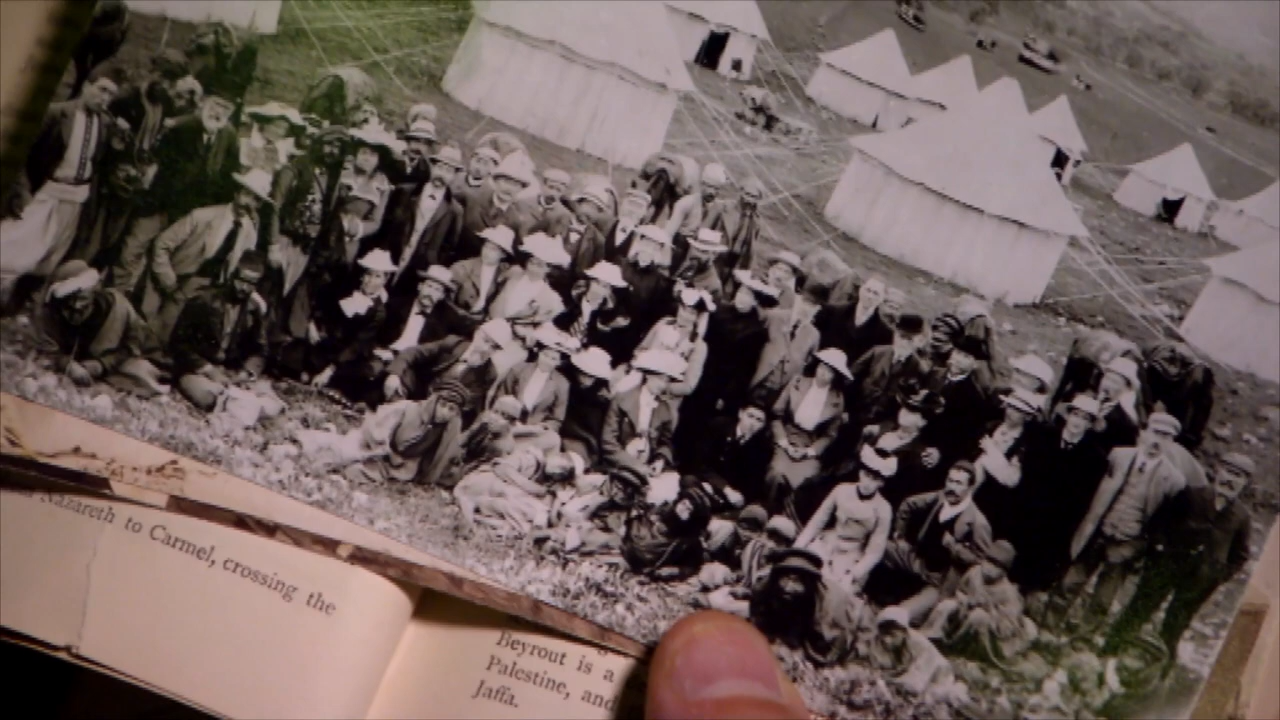 Nazareth to Carmel, crossing the
Beyrout is a
Palestine, and
Jaffa.